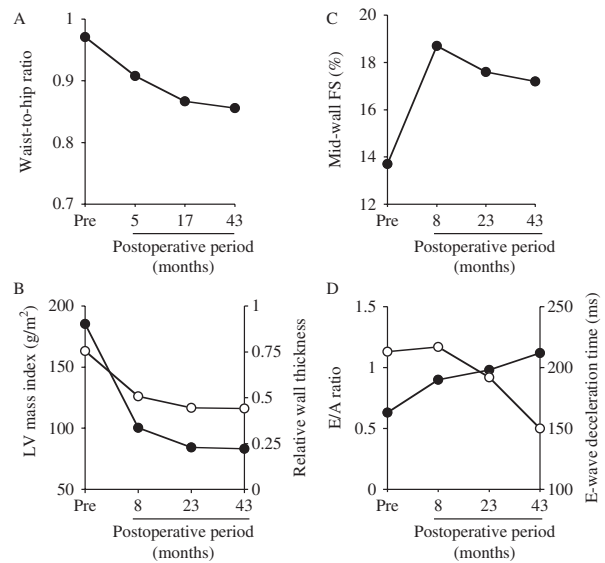 A
1
0.9
0.8
0.7
Waist-to-hip ratio
Pre 5 17 43
Postoperative period
(months)
C
20
18
16
14
12
Mid-wall FS (%)
Pre 8 23 43
Postoperative period
(months)
B
200
150
100
50
LV mass index (g/m²)
1
0.75
0.5
0.25
0
Relative wall thickness
Pre 8 23 43
Postoperative period
(months)
D
1.5
1
0.5
0
E/A ratio
250
200
150
100
E-wave deceleration time (ms)
Pre 8 23 43
Postoperative period
(months)